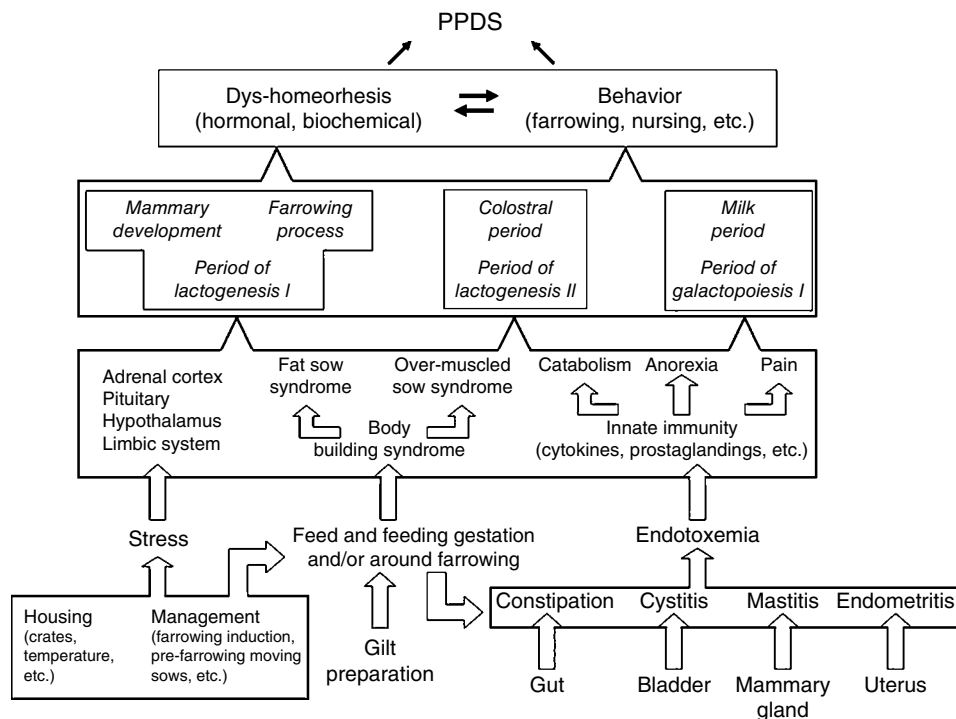 PPDS
Dys-homeorhesis
(hormonal, biochemical)
Behavior
(farrowing, nursing, etc.)
Mammary
development
Farrowing
process
Period of
lactogenesis I
Colostral
period
Period of
lactogenesis II
Milk
period
Period of
galactopoiesis I
Adrenal cortex
Pituitary
Hypothalamus
Limbic system
Fat sow
syndrome
Over-muscled
sow syndrome
Body
building syndrome
Catabolism
Anorexia
Pain
Innate immunity
(cytokines, prostaglandings, etc.)
Stress
Feed and feeding gestation
and/or around farrowing
Endotoxemia
Housing
(crates,
temperature,
etc.)
Management
(farrowing induction,
pre-farrowing moving
sows, etc.)
Gilt
preparation
Constipation
Cystitis
Mastitis
Endometritis
Gut
Bladder
Mammary
gland
Uterus